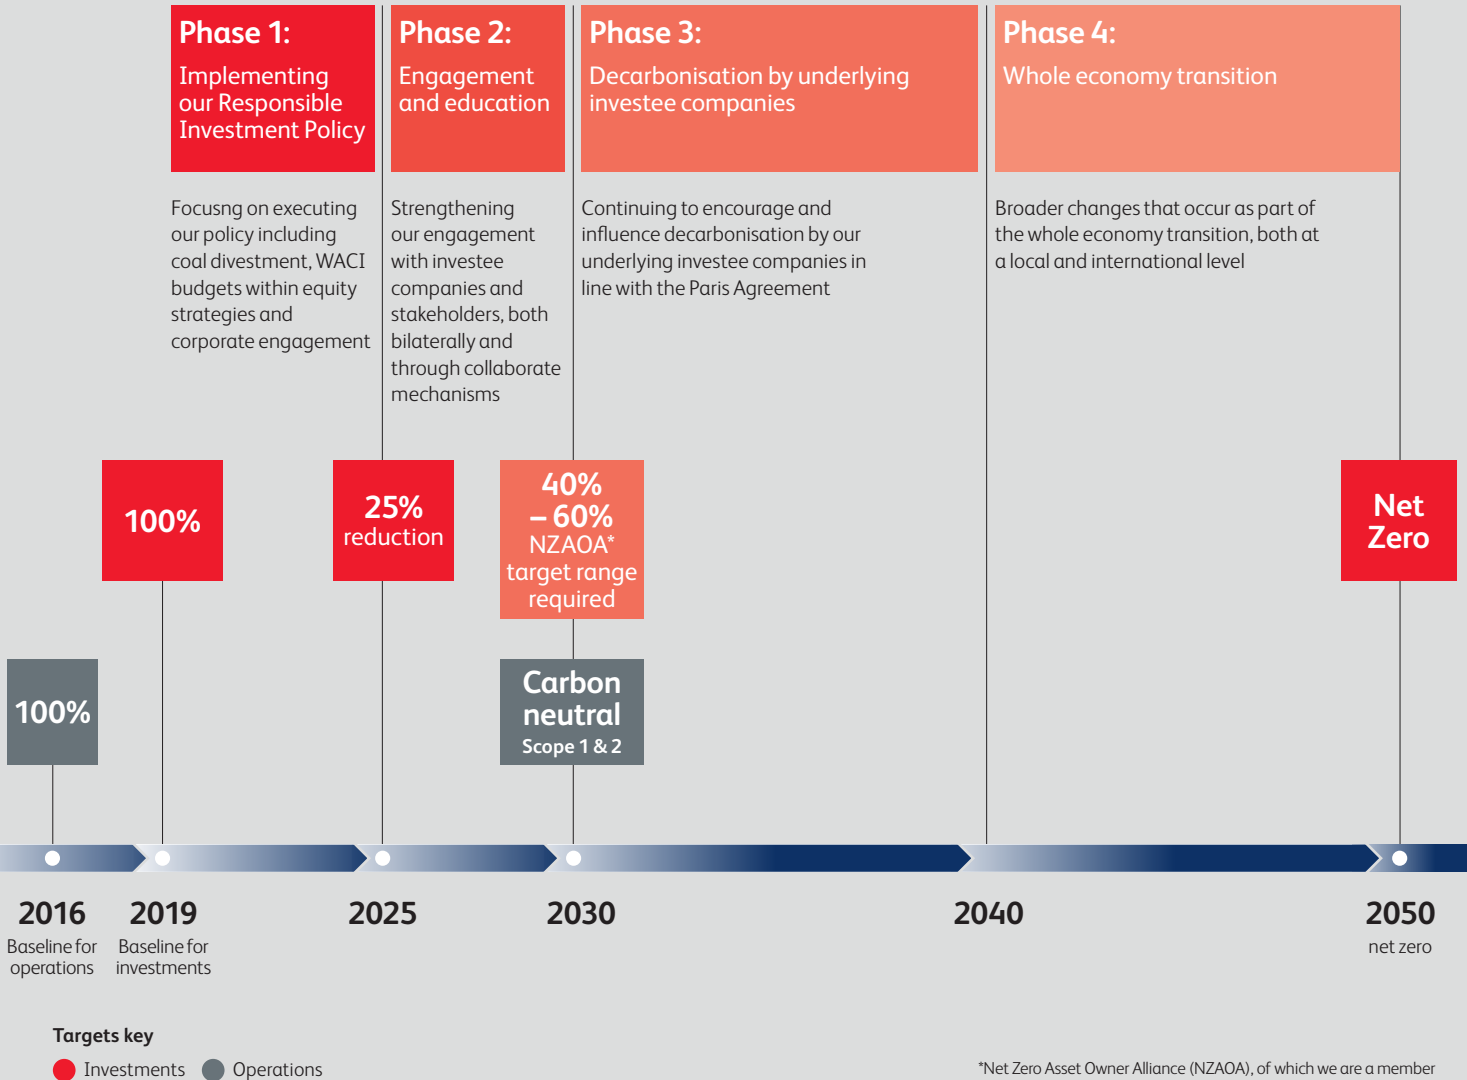 Phase 1:
Implementing
our Responsible
Investment Policy
Focusng on executing
our policy including
coal divestment, WACI
budgets within equity
strategies and
corporate engagement
Phase 2:
Engagement
and education
Strengthening
our engagement
with investee
companies and
stakeholders, both
bilaterally and
through collaborate
mechanisms
Phase 3:
Decarbonisation by underlying
investee companies
Continuing to encourage and
influence decarbonisation by our
underlying investee companies in
line with the Paris Agreement
Phase 4:
Whole economy transition
Broader changes that occur as part of
the whole economy transition, both at
a local and international level
100%
25%
reduction
40%
– 60%
NZAOA*
target range
required
Net
Zero
100%
Carbon
neutral
Scope 1 & 2
2016
Baseline for
operations
2019
Baseline for
investments
2025
2030
2040
2050
net zero
Targets key
Investments
Operations
*Net Zero Asset Owner Alliance (NZAOA), of which we are a member